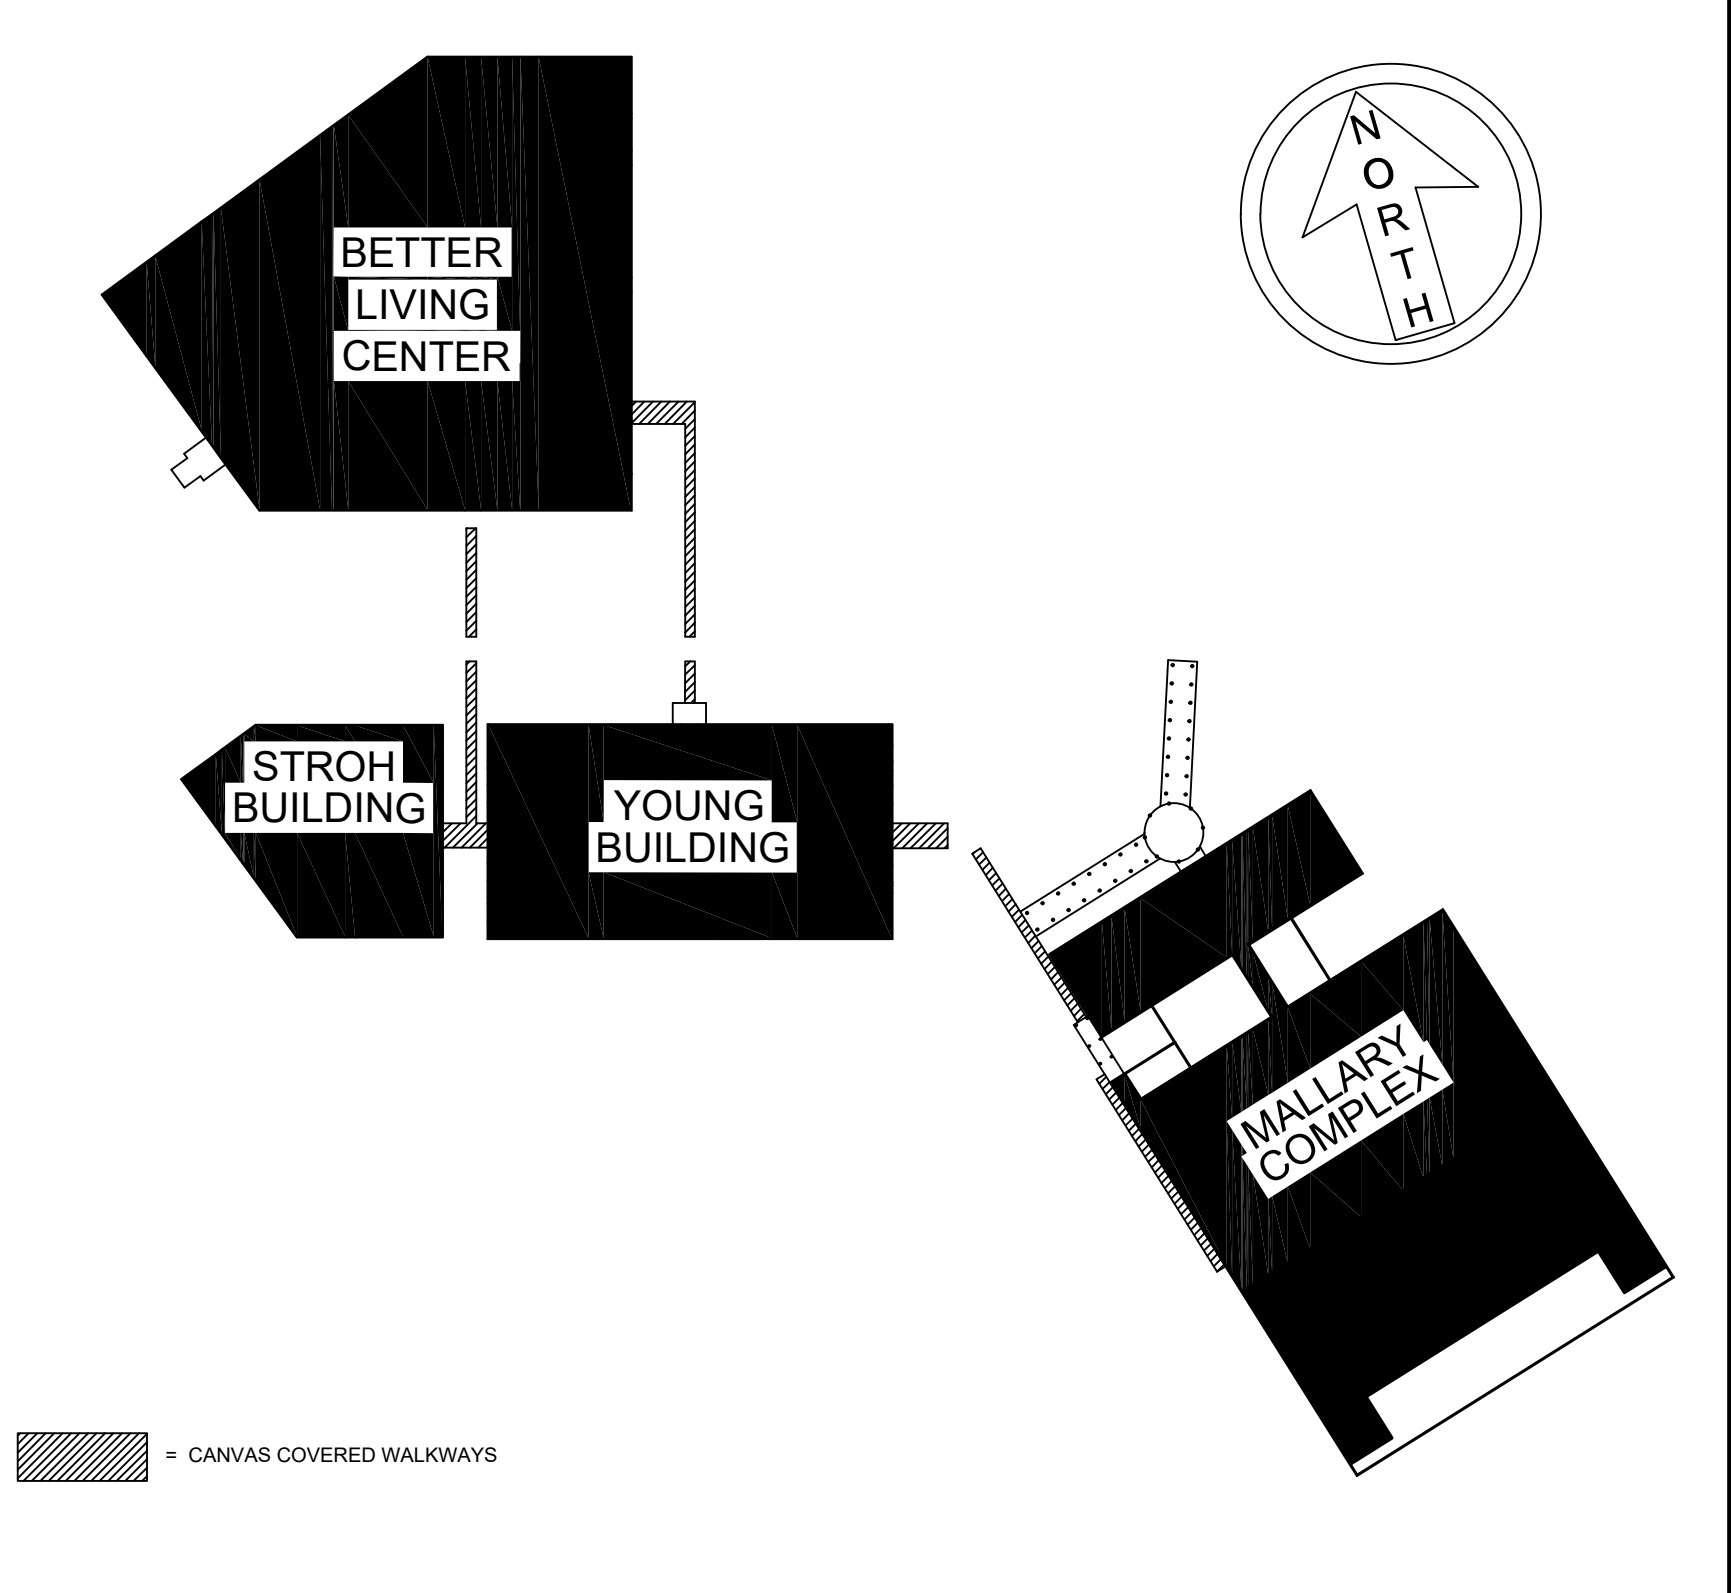 BETTER
LIVING
CENTER
NORTH
STROH
BUILDING
YOUNG
BUILDING
MALLARY
COMPLEX
= CANVAS COVERED WALKWAYS